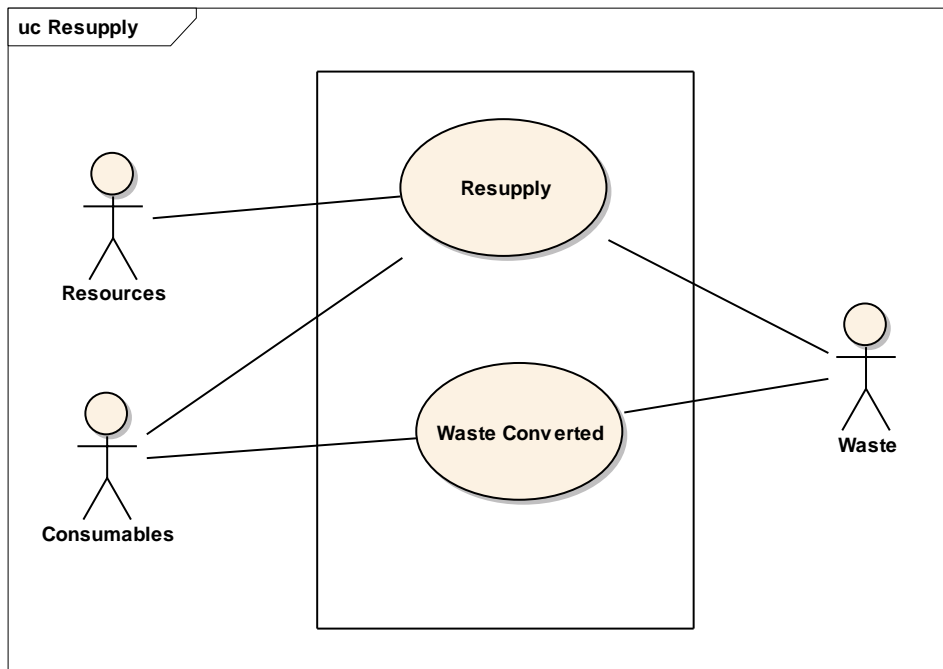 uc Resupply
Resupply
Resources
Waste Converted
Waste
Consumables